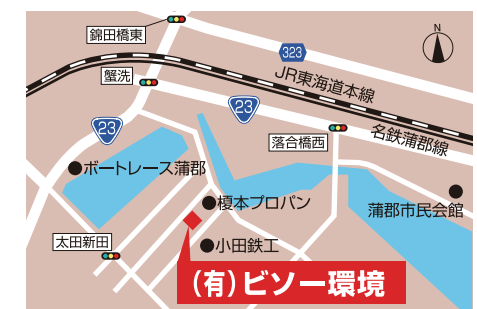 錦田橋東
N
323
蟹洗
JR東海道本線
23
23
名鉄蒲郡線
落合橋西
ボートレース蒲郡
榎本プロパン
蒲郡市民会館
太田新田
小田鉄工
(有)ビソー環境